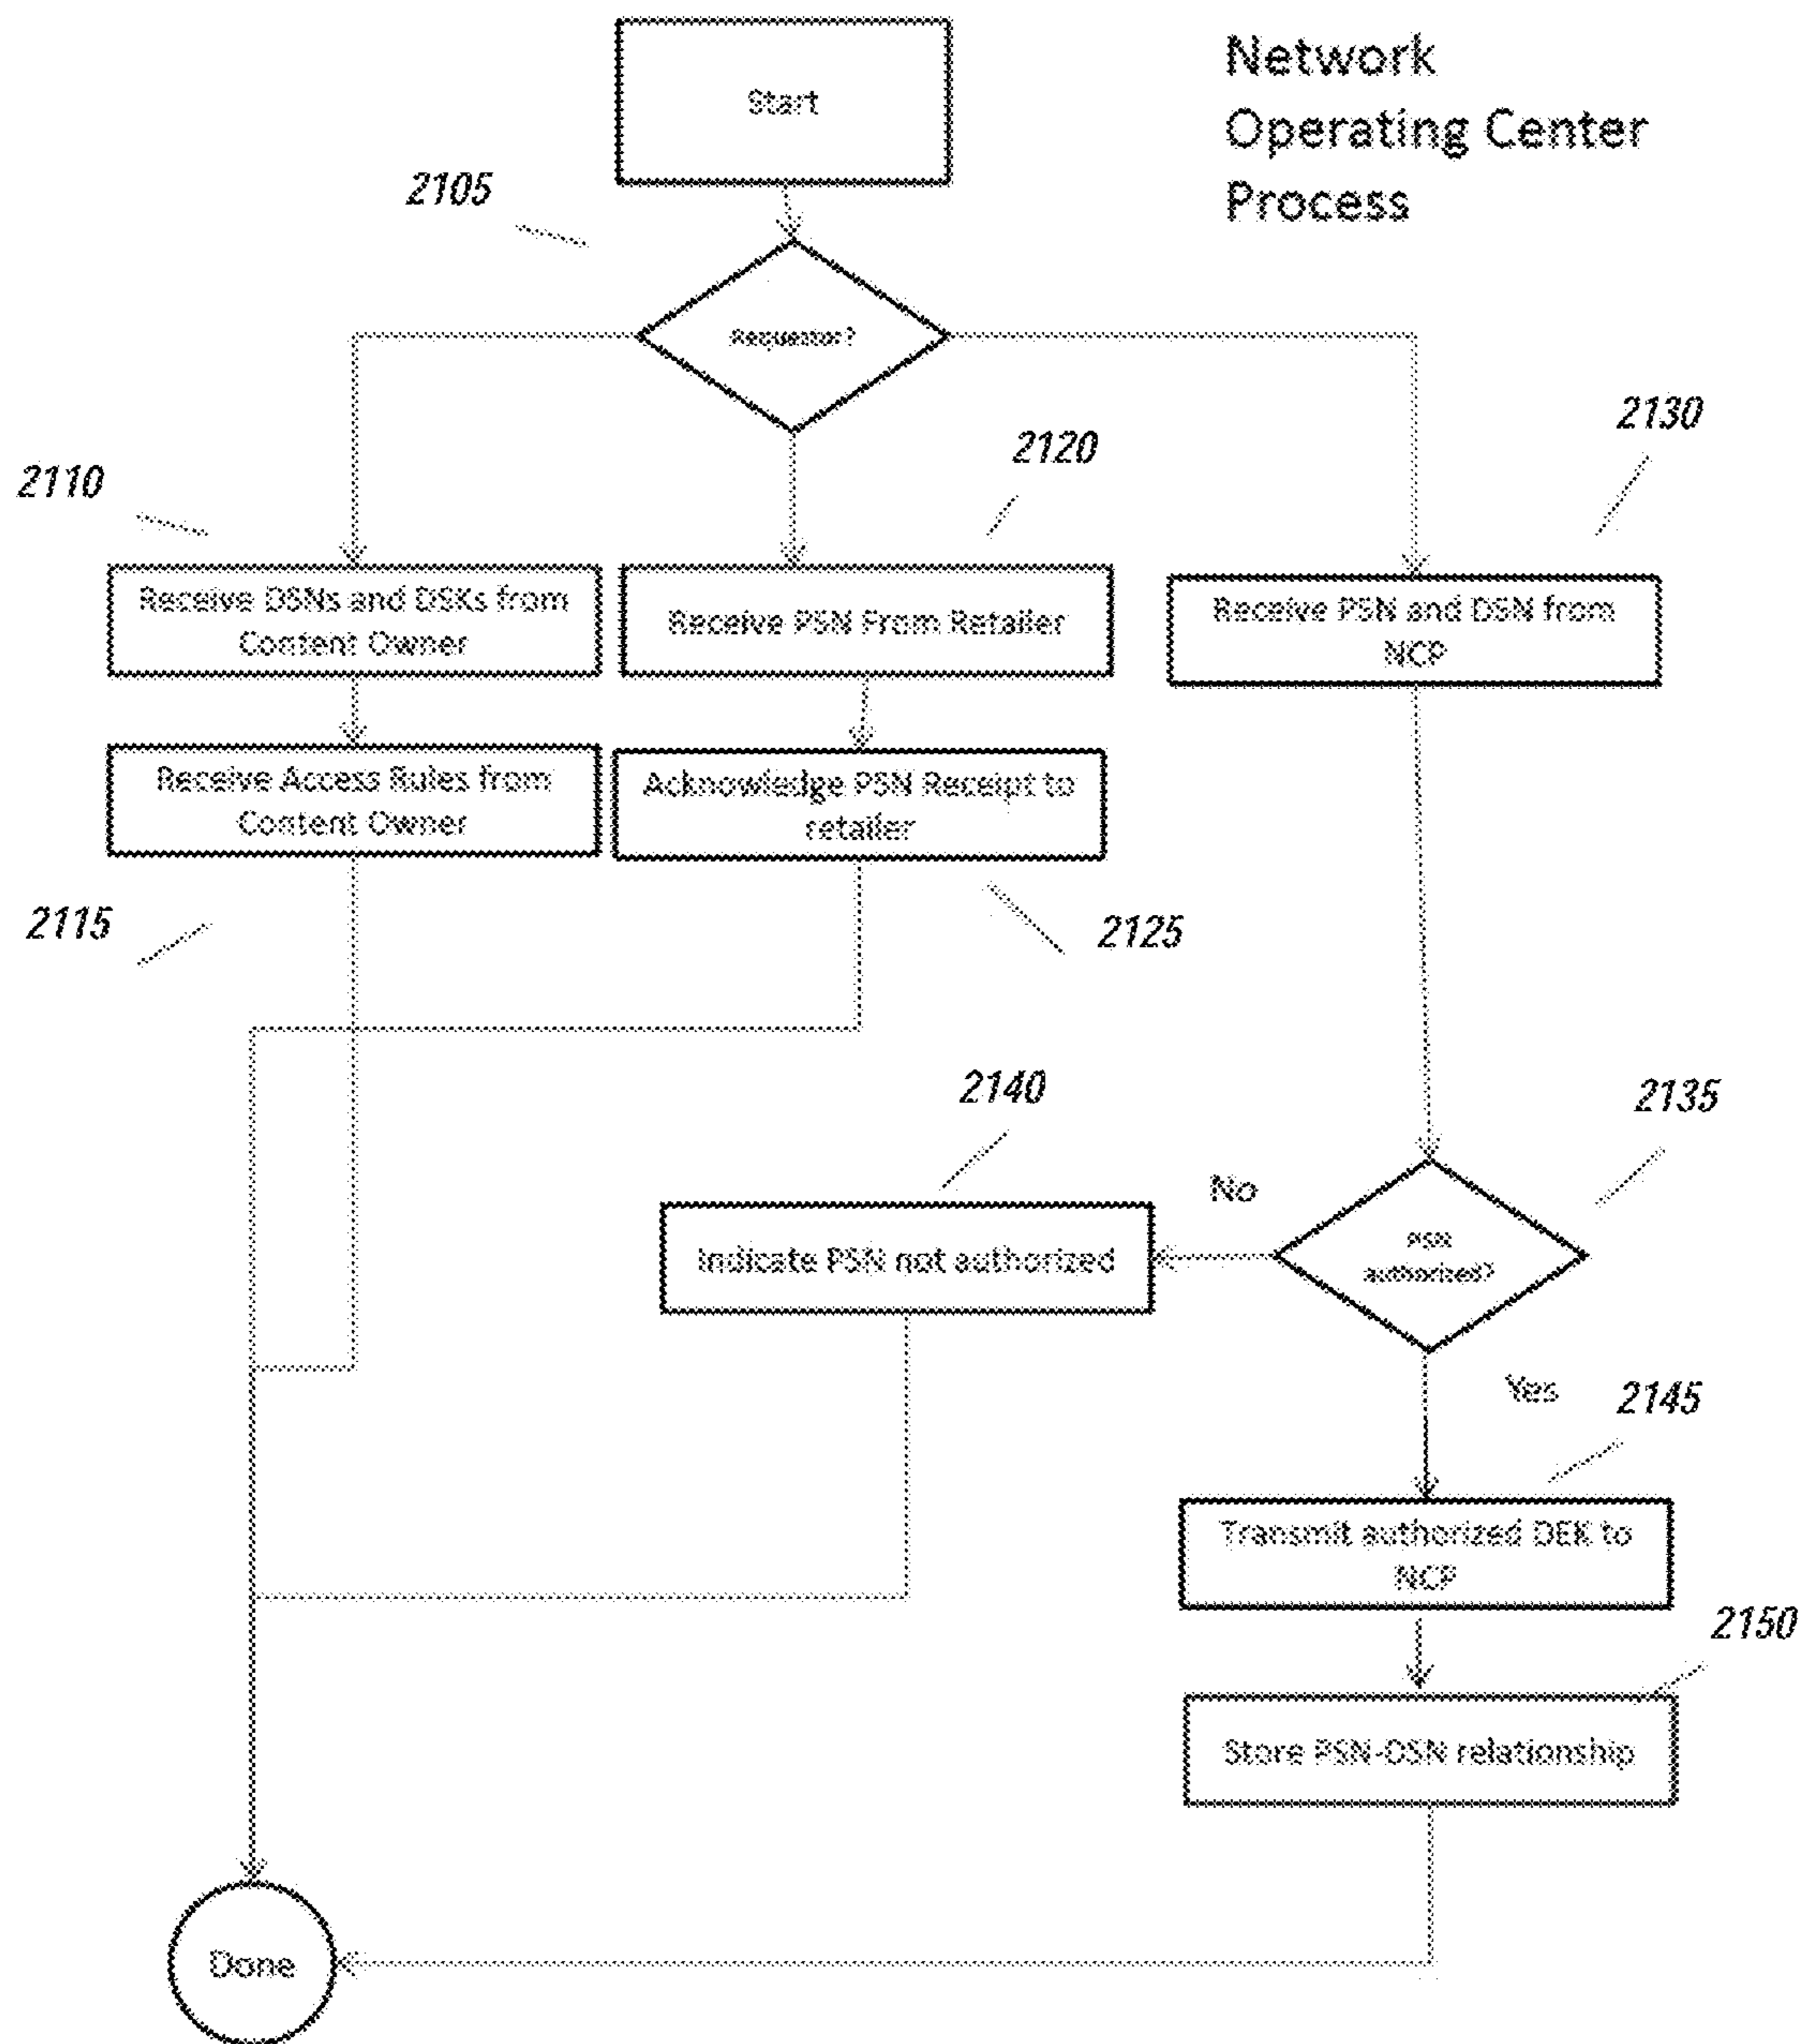 Network
Operating Center
Process
Start
2105
Requestor?
2110
2120
2130
Receive DSNs and DSKs from
Content Owner
Receive PSN From Retailer
Receive PSN and DSN from
NCP
Receive Access Rules from
Content Owner
Acknowledge PSN Receipt to
retailer
2115
2125
2140
2135
No
Indicate PSN not authorized
PSN
authorized?
Yes
2145
Transmit authorized DEK to
NCP
2150
Store PSN-DSN relationship
Done